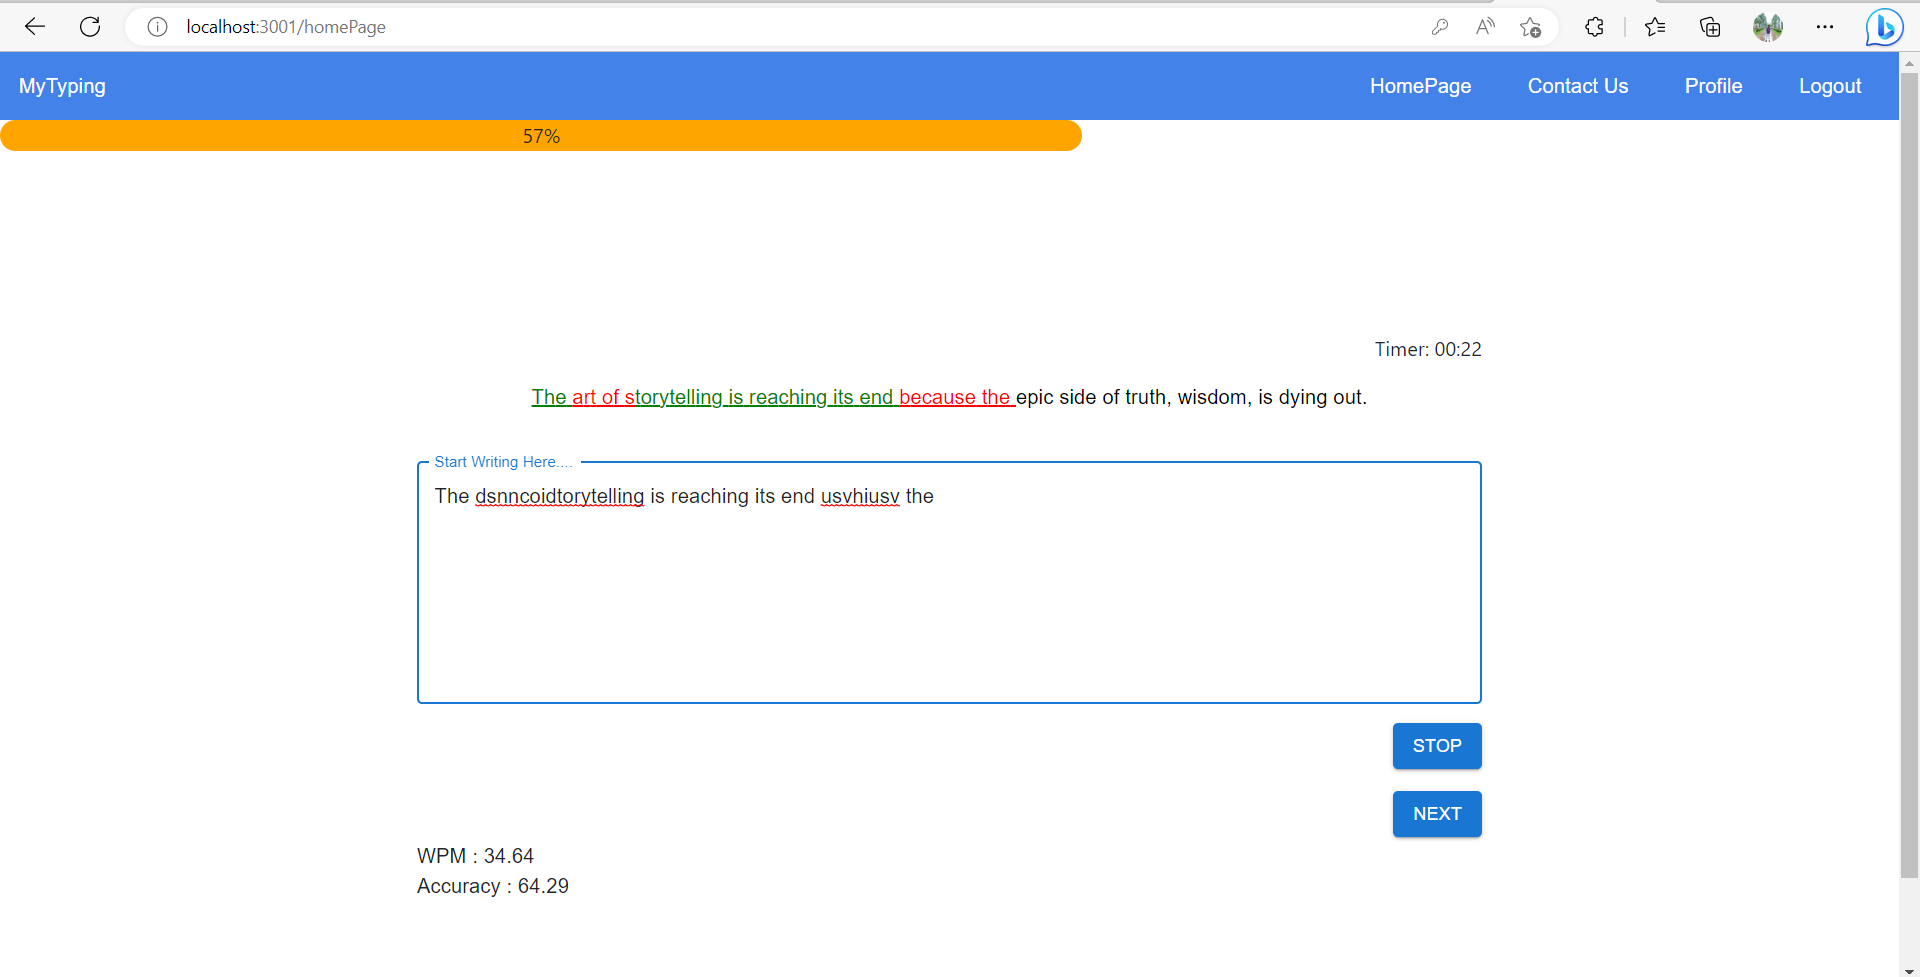 localhost:3001/homePage
MyTyping HomePage Contact Us Profile Logout
57%
Timer: 00:22
The art of storytelling is reaching its end because the epic side of truth, wisdom, is dying out.
Start Writing Here....
The dsnncoidtorytelling is reaching its end usvhiusv the
STOP
NEXT
WPM : 34.64
Accuracy : 64.29